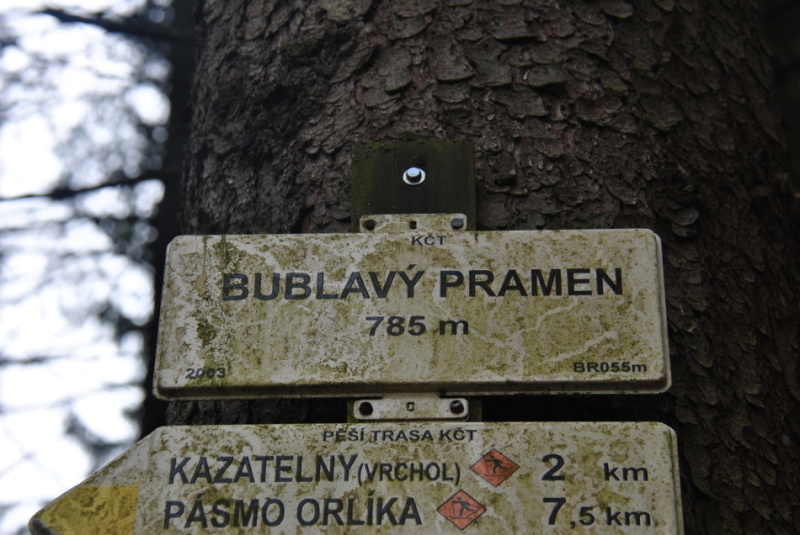 KČT
BUBLAVÝ PRAMEN
785 m
2003 BR055m
PĚŠÍ TRASA KČT
KAZATELNY (VRCHOL) 2 km
PÁSMO ORLÍKA 7,5 km